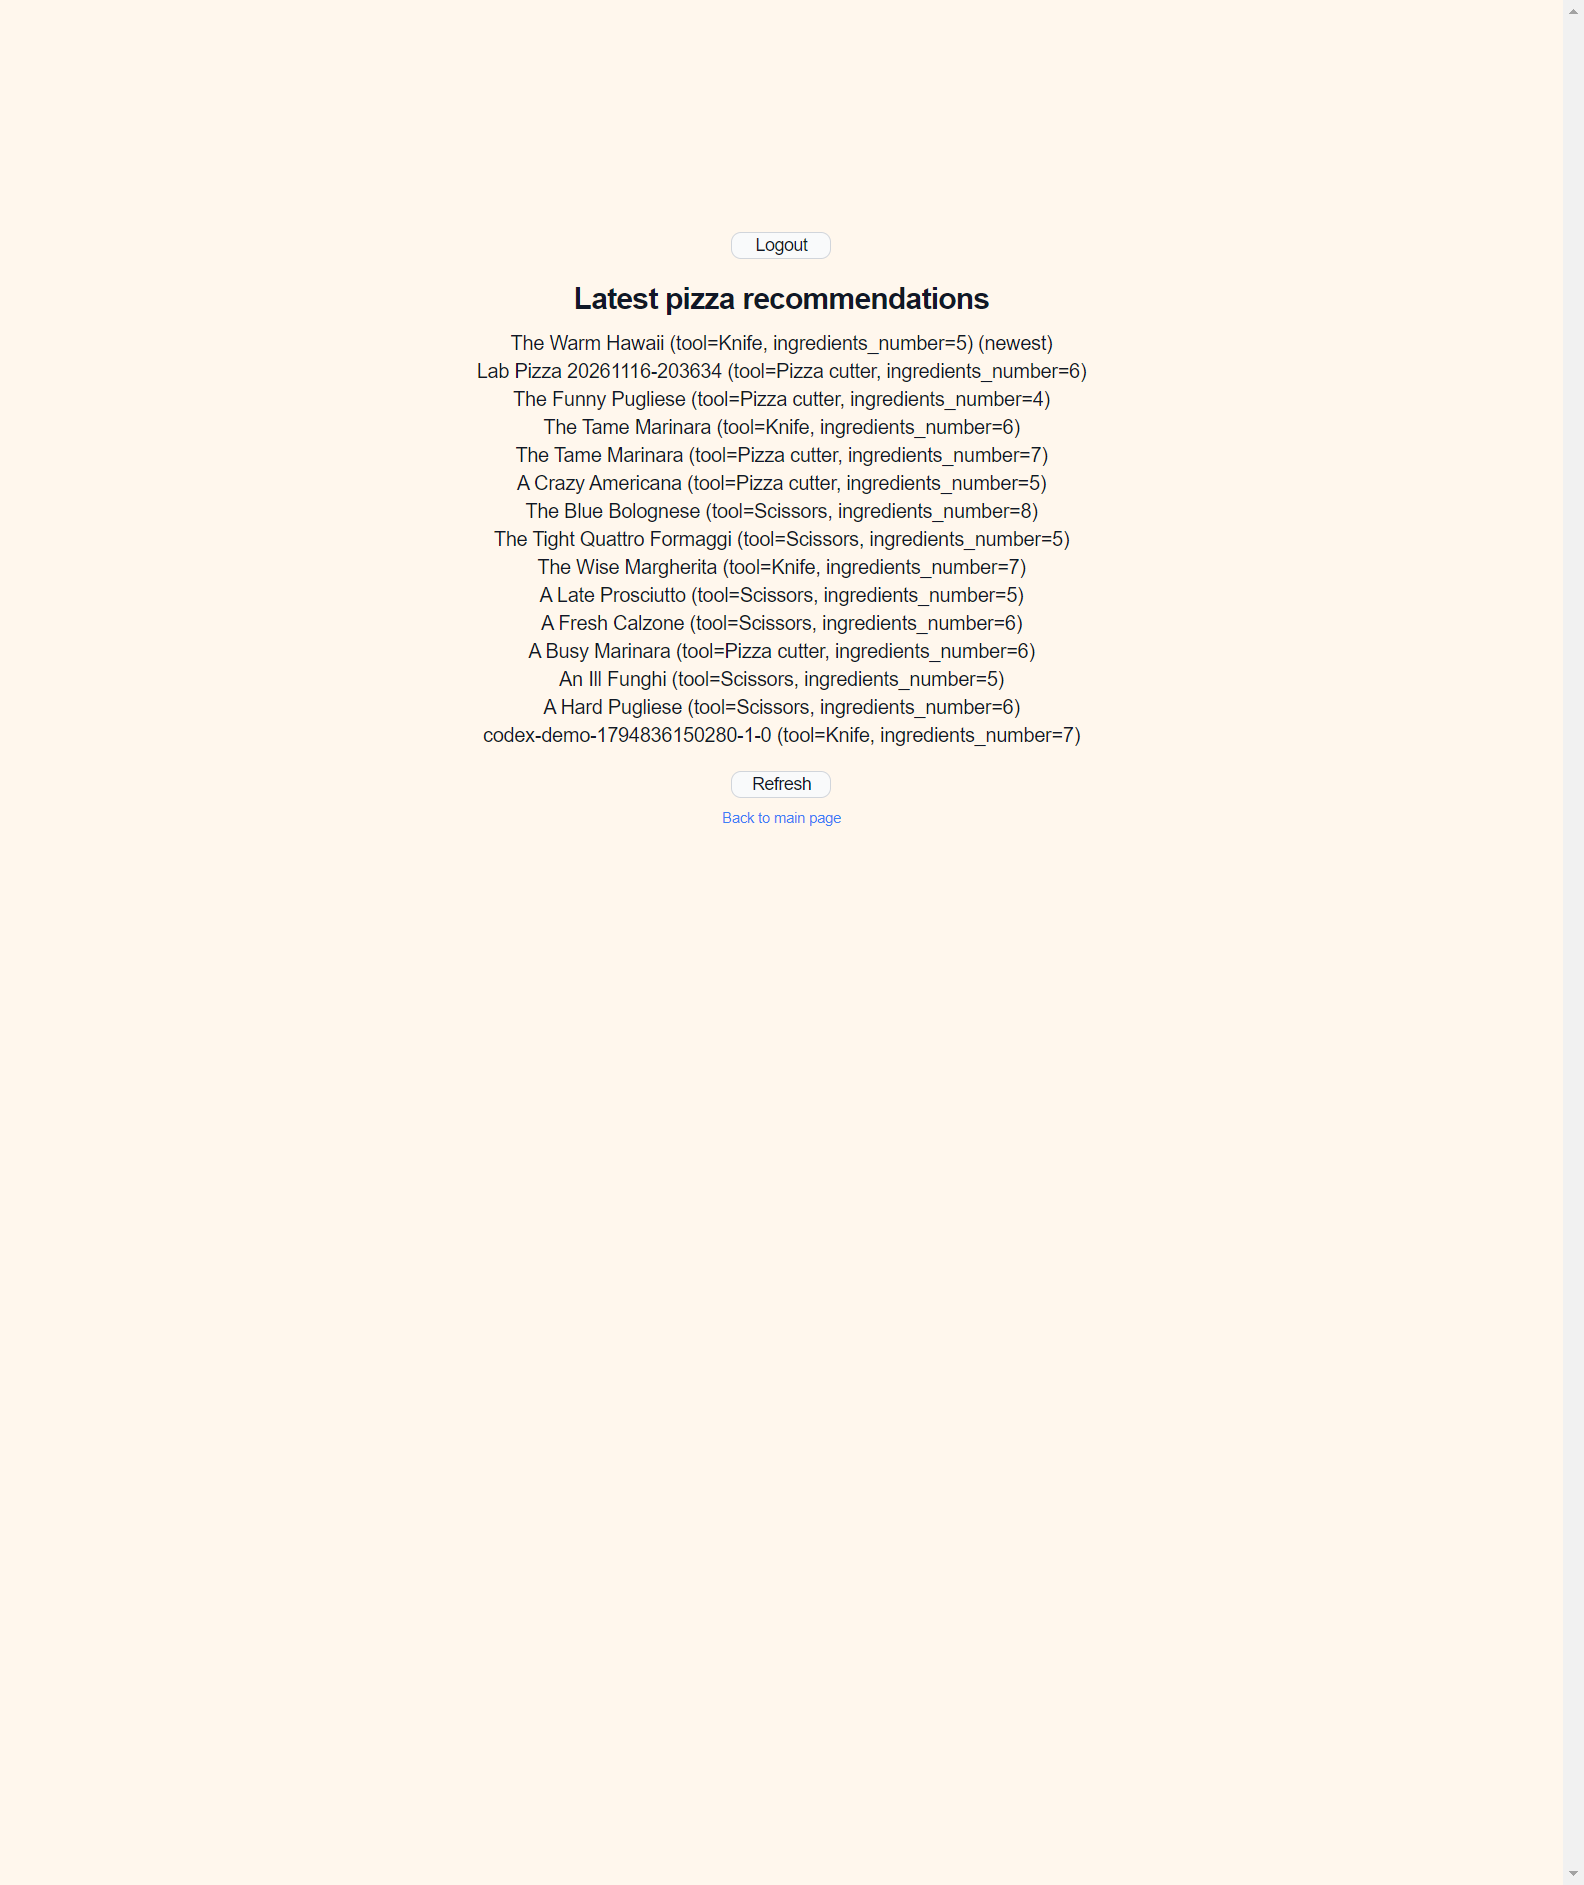 Logout
Latest pizza recommendations
The Warm Hawaii (tool=Knife, ingredients_number=5) (newest)
Lab Pizza 20261116-203634 (tool=Pizza cutter, ingredients_number=6)
The Funny Pugliese (tool=Pizza cutter, ingredients_number=4)
The Tame Marinara (tool=Knife, ingredients_number=6)
The Tame Marinara (tool=Pizza cutter, ingredients_number=7)
A Crazy Americana (tool=Pizza cutter, ingredients_number=5)
The Blue Bolognese (tool=Scissors, ingredients_number=8)
The Tight Quattro Formaggi (tool=Scissors, ingredients_number=5)
The Wise Margherita (tool=Knife, ingredients_number=7)
A Late Prosciutto (tool=Scissors, ingredients_number=5)
A Fresh Calzone (tool=Scissors, ingredients_number=6)
A Busy Marinara (tool=Pizza cutter, ingredients_number=6)
An Ill Funghi (tool=Scissors, ingredients_number=5)
A Hard Pugliese (tool=Scissors, ingredients_number=6)
codex-demo-1794836150280-1-0 (tool=Knife, ingredients_number=7)
Refresh
Back to main page